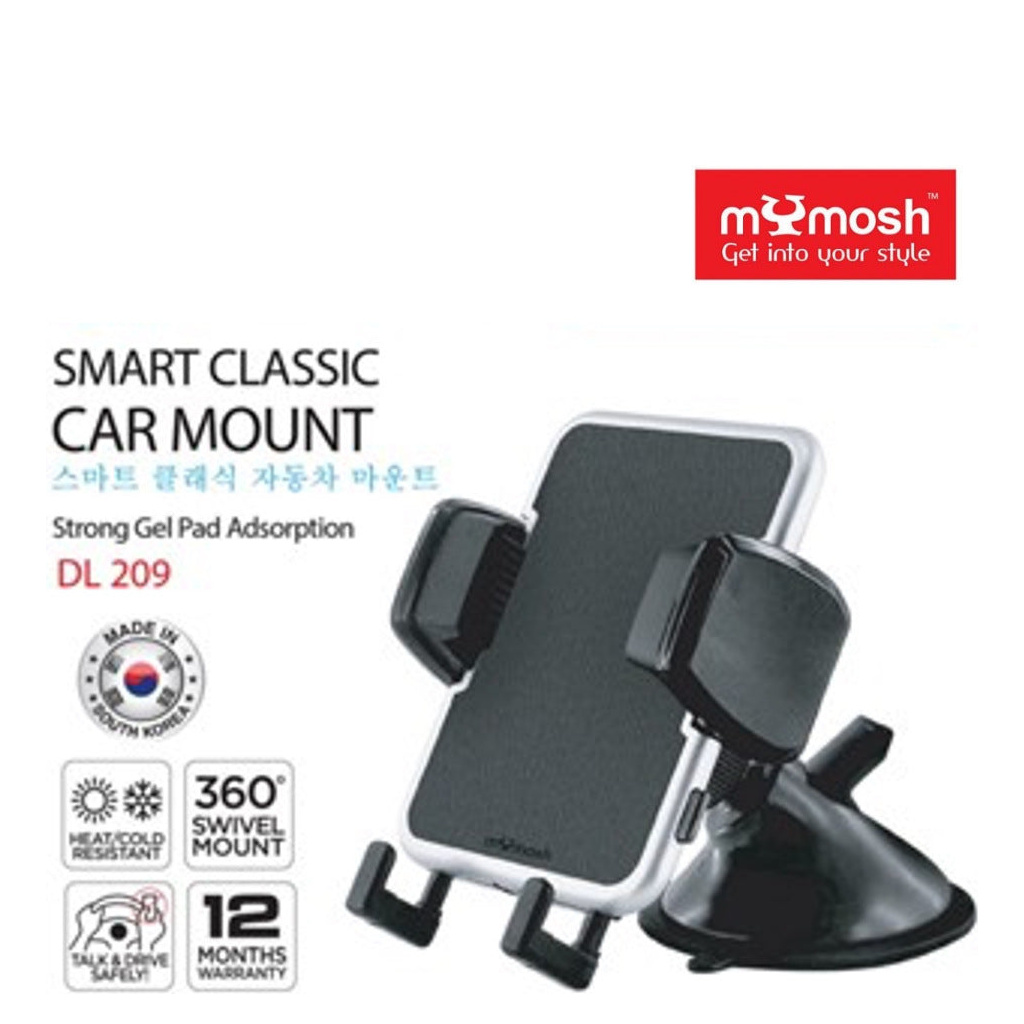 mymosh™
Get into your style
SMART CLASSIC
CAR MOUNT
스마트 클래식 자동차 마운트
Strong Gel Pad Adsorption
DL 209
MADE IN
SOUTH KOREA
HEAT/COLD
RESISTANT
360°
SWIVEL
MOUNT
TALK & DRIVE
SAFELY!
12
MONTHS
WARRANTY
mymosh